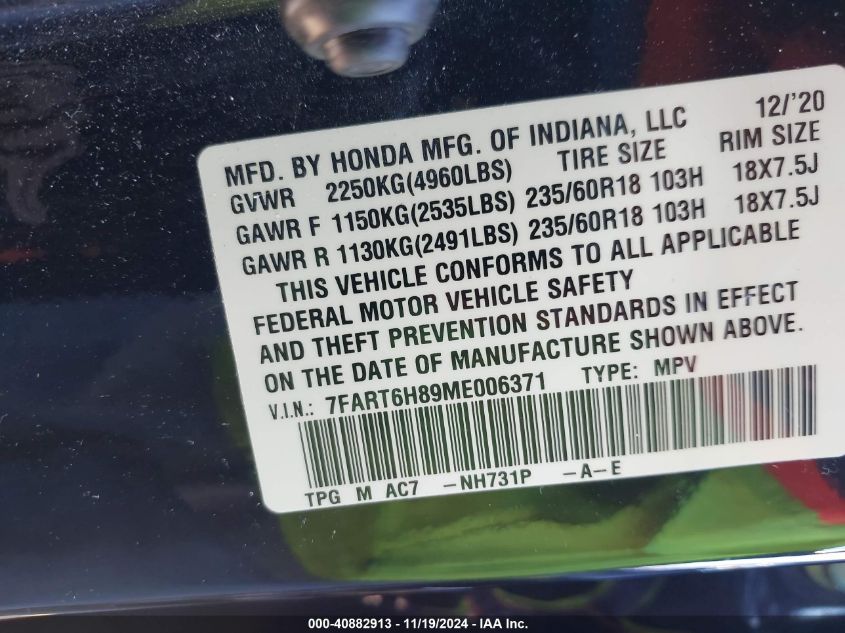 MFD. BY HONDA MFG. OF INDIANA, LLC 12/'20
GVWR 2250KG(4960LBS) TIRE SIZE RIM SIZE
GAWR F 1150KG(2535LBS) 235/60R18 103H 18X7.5J
GAWR R 1130KG(2491LBS) 235/60R18 103H 18X7.5J
THIS VEHICLE CONFORMS TO ALL APPLICABLE
FEDERAL MOTOR VEHICLE SAFETY
AND THEFT PREVENTION STANDARDS IN EFFECT
ON THE DATE OF MANUFACTURE SHOWN ABOVE.
V.I.N.: 7FART6H89ME006371 TYPE: MPV
TPG M AC7 -NH731P -A-E
000-40882913 - 11/19/2024 - IAA Inc.